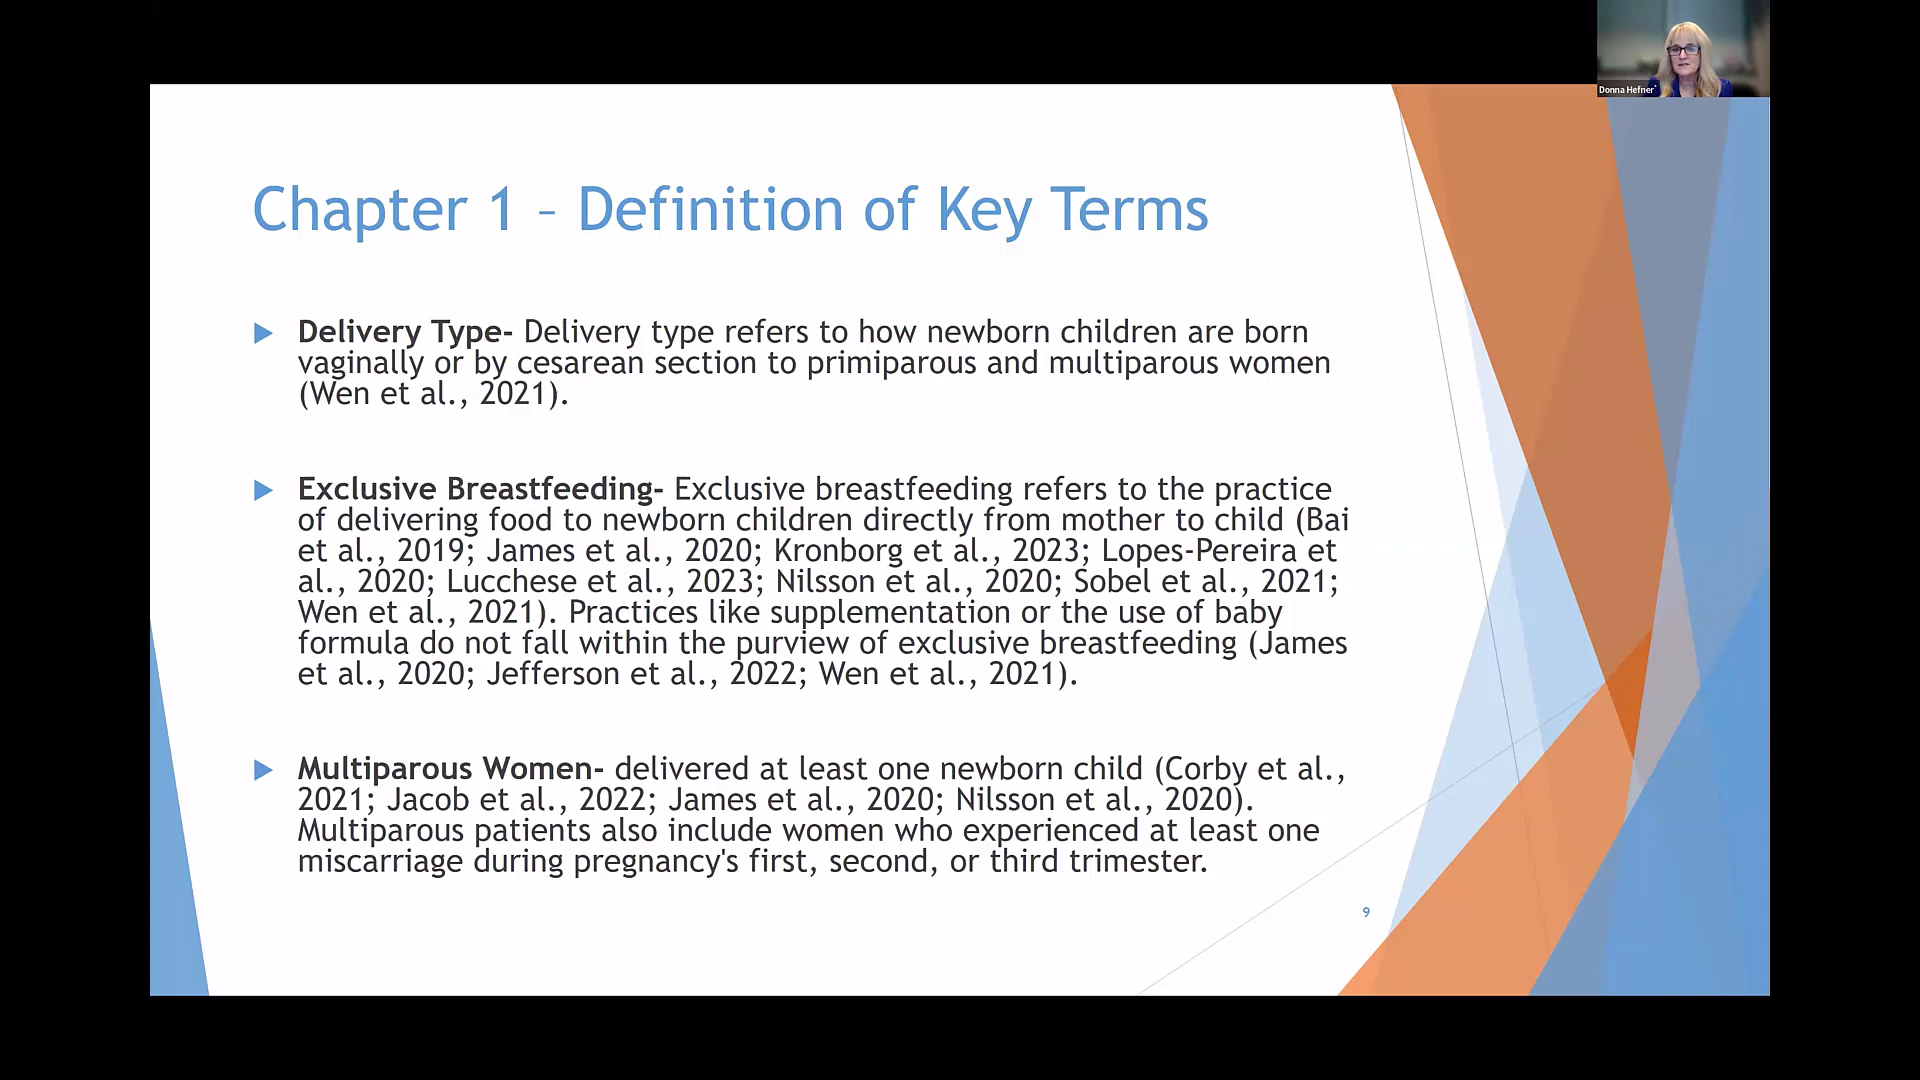 Donna Hefner
Chapter 1 – Definition of Key Terms
Delivery Type- Delivery type refers to how newborn children are born
vaginally or by cesarean section to primiparous and multiparous women
(Wen et al., 2021).
Exclusive Breastfeeding- Exclusive breastfeeding refers to the practice
of delivering food to newborn children directly from mother to child (Bai
et al., 2019; James et al., 2020; Kronborg et al., 2023; Lopes-Pereira et
al., 2020; Lucchese et al., 2023; Nilsson et al., 2020; Sobel et al., 2021;
Wen et al., 2021). Practices like supplementation or the use of baby
formula do not fall within the purview of exclusive breastfeeding (James
et al., 2020; Jefferson et al., 2022; Wen et al., 2021).
Multiparous Women- delivered at least one newborn child (Corby et al.,
2021; Jacob et al., 2022; James et al., 2020; Nilsson et al., 2020).
Multiparous patients also include women who experienced at least one
miscarriage during pregnancy's first, second, or third trimester.
9